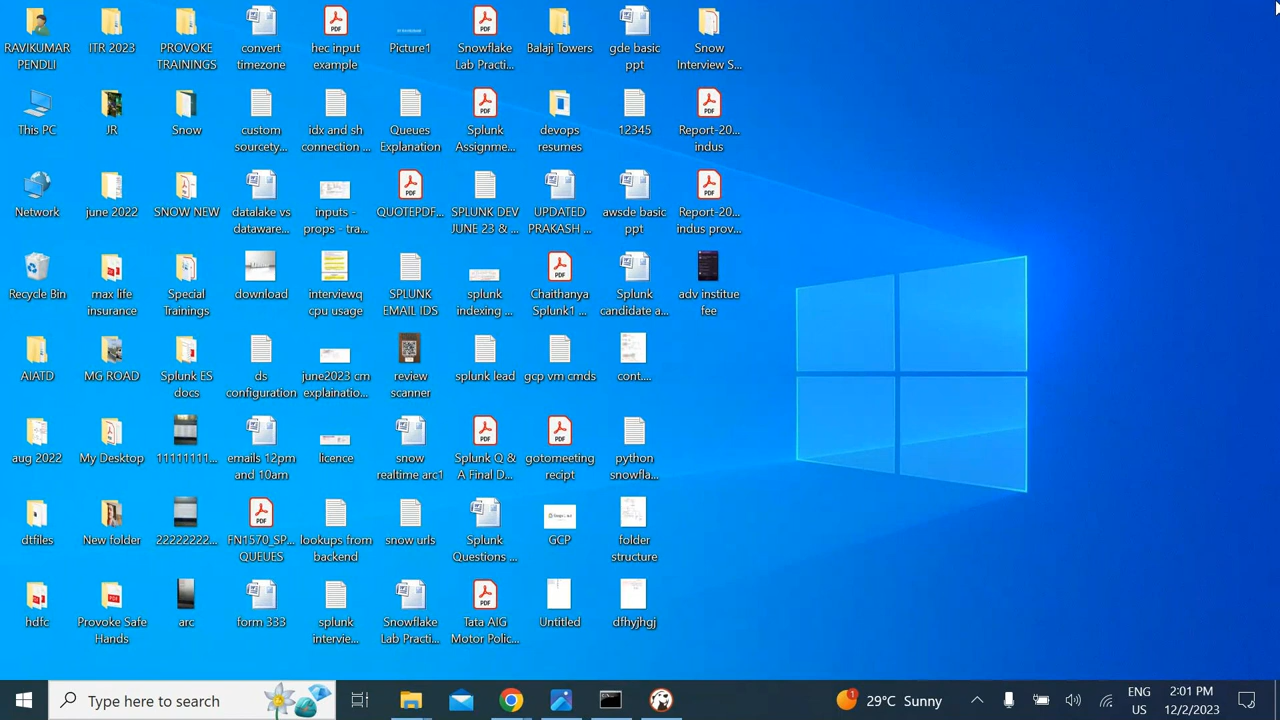 RAVIKUMAR
PENDLI
ITR 2023
PROVOKE
TRAININGS
convert
timezone
hec input
example
Picture1
Snowflake
Lab Practi...
Balaji Towers
gde basic
ppt
Snow
Interview S...
This PC
JR
Snow
custom
sourcety...
idx and sh
connection ...
Queues
Explanation
Splunk
Assignme...
devops
resumes
12345
Report-20...
indus
Network
june 2022
SNOW NEW
datalake vs
dataware...
inputs -
props - tra...
QUOTEPDF...
SPLUNK DEV
JUNE 23 & ...
UPDATED
PRAKASH ...
awsde basic
ppt
Report-20...
indus prov...
Recycle Bin
max life
insurance
Special
Trainings
download
interviewq
cpu usage
SPLUNK
EMAIL IDS
splunk
indexing ...
Chaithanya
Splunk1 ...
Splunk
candidate a...
adv institue
fee
AIATD
MG ROAD
Splunk ES
docs
ds
configuration
june2023 cm
explainatio...
review
scanner
splunk lead
gcp vm cmds
cont....
aug 2022
My Desktop
11111111...
emails 12pm
and 10am
licence
snow
realtime arc1
Splunk Q &
A Final D...
gotomeeting
recipt
python
snowfla...
dtfiles
New folder
22222222...
FN1570_SP...
QUEUES
lookups from
backend
snow urls
Splunk
Questions ...
GCP
folder
structure
hdfc
Provoke Safe
Hands
arc
form 333
splunk
intervie...
Snowflake
Lab Practi...
Tata AIG
Motor Polic...
Untitled
dfhyjhgj
Type here to search
29°C Sunny
ENG
US
2:01 PM
12/2/2023